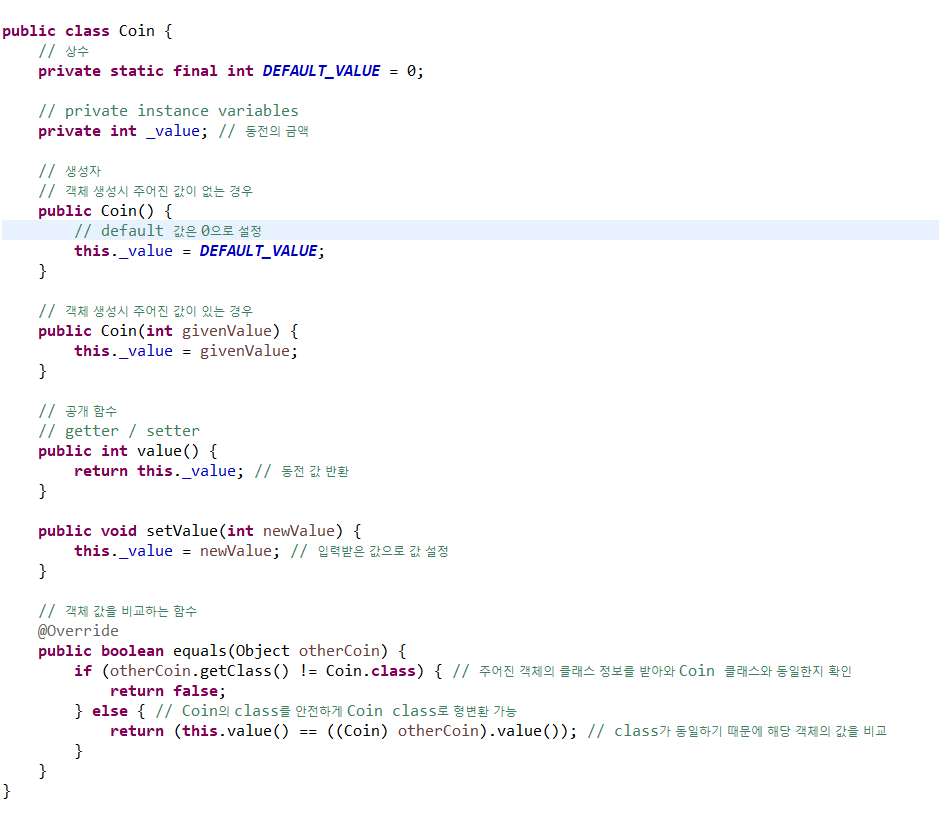 public class Coin {
    // 상수
    private static final int DEFAULT_VALUE = 0;

    // private instance variables
    private int _value; // 동전의 금액

    // 생성자
    // 객체 생성시 주어진 값이 없는 경우
    public Coin() {
        // default 값은 0으로 설정
        this._value = DEFAULT_VALUE;
    }

    // 객체 생성시 주어진 값이 있는 경우
    public Coin(int givenValue) {
        this._value = givenValue;
    }

    // 공개 함수
    // getter / setter
    public int value() {
        return this._value; // 동전 값 반환
    }

    public void setValue(int newValue) {
        this._value = newValue; // 입력받은 값으로 값 설정
    }

    // 객체 값을 비교하는 함수
    @Override
    public boolean equals(Object otherCoin) {
        if (otherCoin.getClass() != Coin.class) { // 주어진 객체의 클래스 정보를 받아와 Coin 클래스와 동일한지 확인
            return false;
        } else { // Coin의 class를 안전하게 Coin class로 형변환 가능
            return (this.value() == ((Coin) otherCoin).value()); // class가 동일하기 때문에 해당 객체의 값을 비교
        }
    }
}